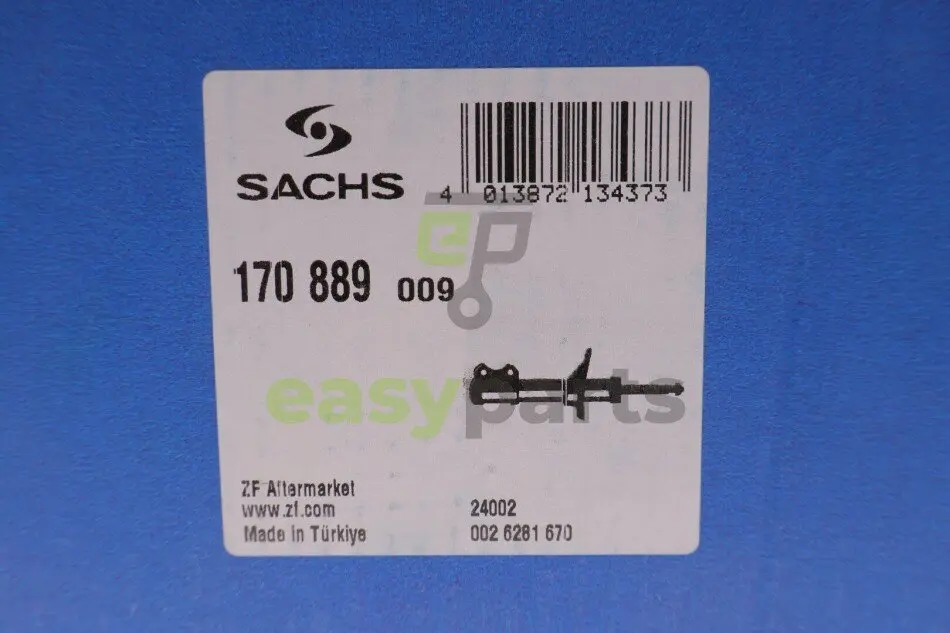 SACHS
4 013872 134373
ep
170 889 009
easyparts
ZF Aftermarket
www.zf.com
24002
Made in Türkiye
002 6281 670